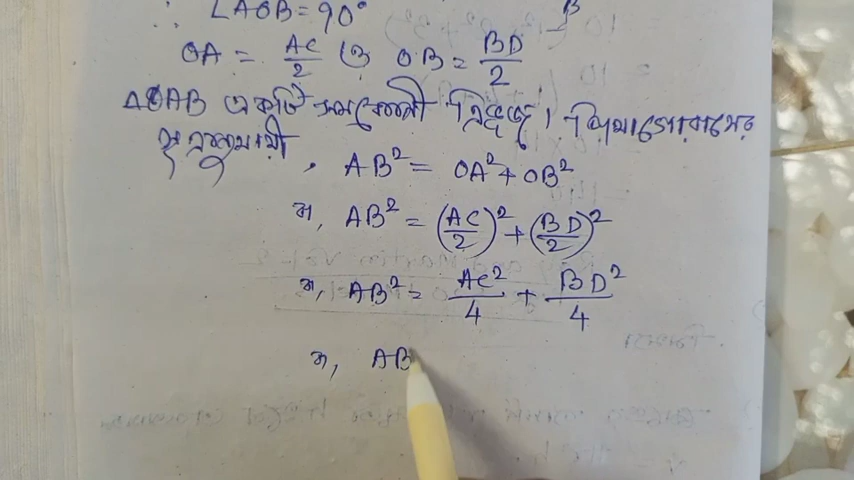 ∴ ∠AOB = 90°
OA = AC/2 ও OB = BD/2
△OAB একটি সমকোণী ত্রিভুজ। পিথাগোরাসের
সূত্রানুযায়ী, AB² = OA² + OB²
বা, AB² = (AC/2)² + (BD/2)²
বা, AB² = AC²/4 + BD²/4
বা, AB